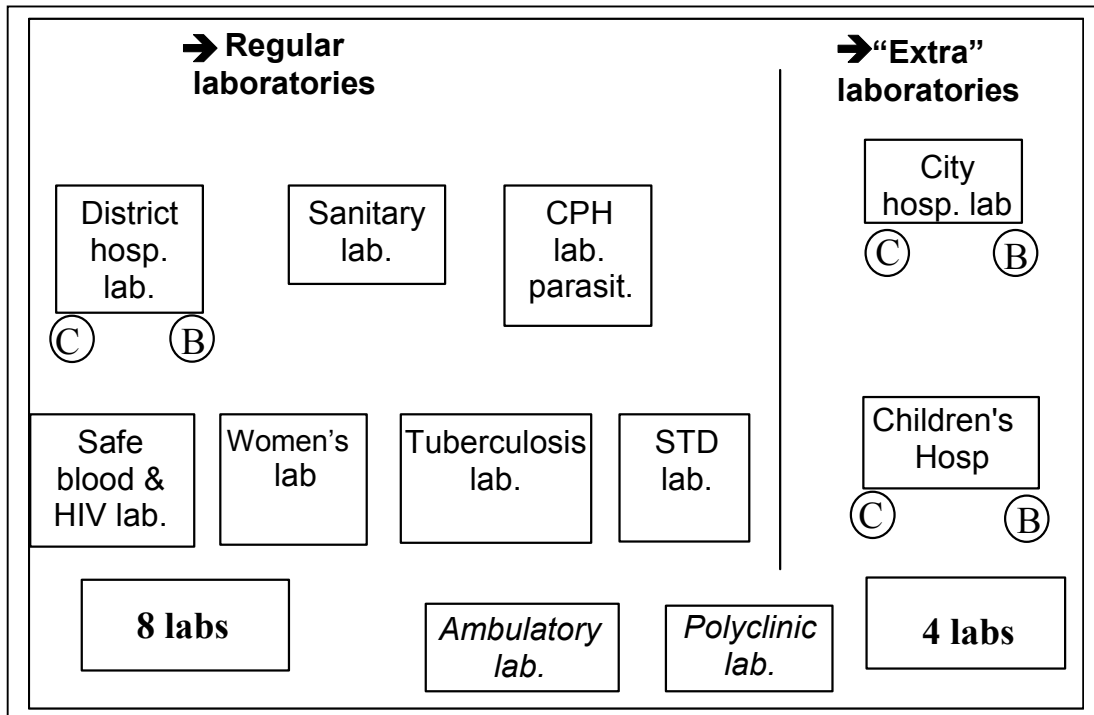 ➔ Regular
laboratories
➔“Extra”
laboratories
District
hosp.
lab.
C B
Sanitary
lab.
CPH
lab.
parasit.
City
hosp. lab
C B
Safe
blood &
HIV lab.
Women’s
lab
Tuberculosis
lab.
STD
lab.
Children's
Hosp
C B
8 labs
Ambulatory
lab.
Polyclinic
lab.
4 labs